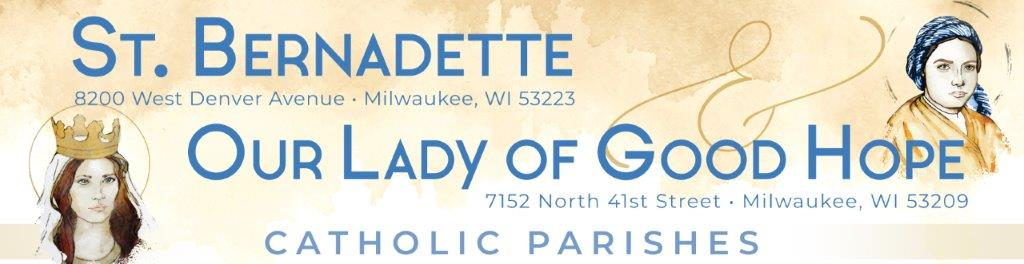 St. Bernadette
8200 West Denver Avenue • Milwaukee, WI 53223
&
Our Lady of Good Hope
7152 North 41st Street • Milwaukee, WI 53209
CATHOLIC PARISHES